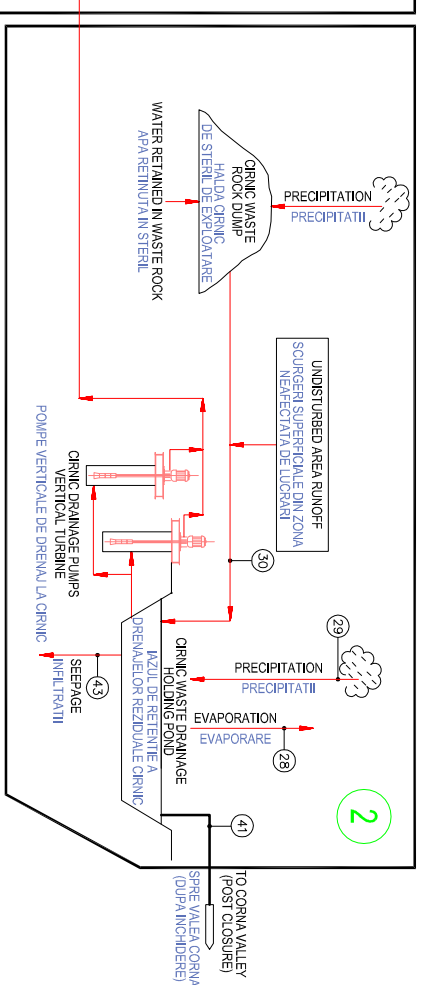 PRECIPITATION
PRECIPITATII
CIRNIC WASTE
ROCK DUMP
HALDA CIRNIC
DE STERIL DE EXPLOATARE
WATER RETAINED IN WASTE ROCK
APA RETINUTA IN STERIL
UNDISTURBED AREA RUNOFF
SCURGERI SUPERFICIALE DIN ZONA
NEAFECTATA DE LUCRARI
30
CIRNIC DRAINAGE PUMPS
VERTICAL TURBINE
POMPE VERTICALE DE DRENAJ LA CIRNIC
29
PRECIPITATION
PRECIPITATII
EVAPORATION
EVAPORARE
28
CIRNIC WASTE DRAINAGE
HOLDING POND
IAZUL DE RETENTIE A
DRENAJELOR REZIDUALE CIRNIC
43
SEEPAGE
INFILTRATII
2
41
TO CORNA VALLEY
(POST CLOSURE)
SPRE VALEA CORNA
(DUPA INCHIDERE)